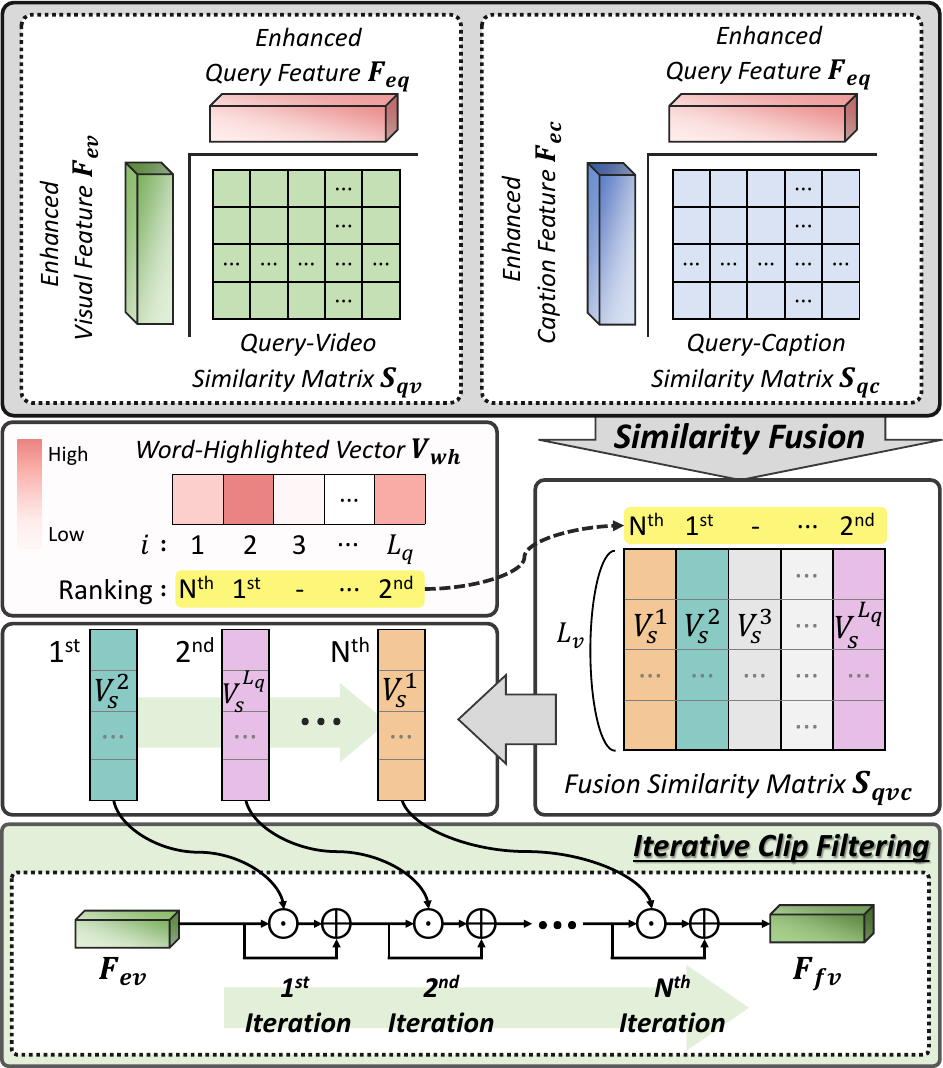 Enhanced
Query Feature F_eq
Enhanced
Visual Feature F_ev
... 
...
... ... ... ... ...
...
Query-Video
Similarity Matrix S_qv
Enhanced
Query Feature F_eq
Enhanced
Caption Feature F_ec
...
...
... ... ... ... ...
...
Query-Caption
Similarity Matrix S_qc
Similarity Fusion
High
Low
Word-Highlighted Vector V_wh
...
i : 1 2 3 ... L_q
Ranking : N^th 1^st - ... 2^nd
N^th 1^st - ... 2^nd
...
L_v
V_s^1 V_s^2 V_s^3 ... V_s^{L_q}
... ... ... ... ...
...
Fusion Similarity Matrix S_qvc
1^st 2^nd N^th
V_s^2 V_s^{L_q} ... V_s^1
... ... ...
Iterative Clip Filtering
...
F_ev F_fv
1^st 2^nd N^th
Iteration Iteration Iteration